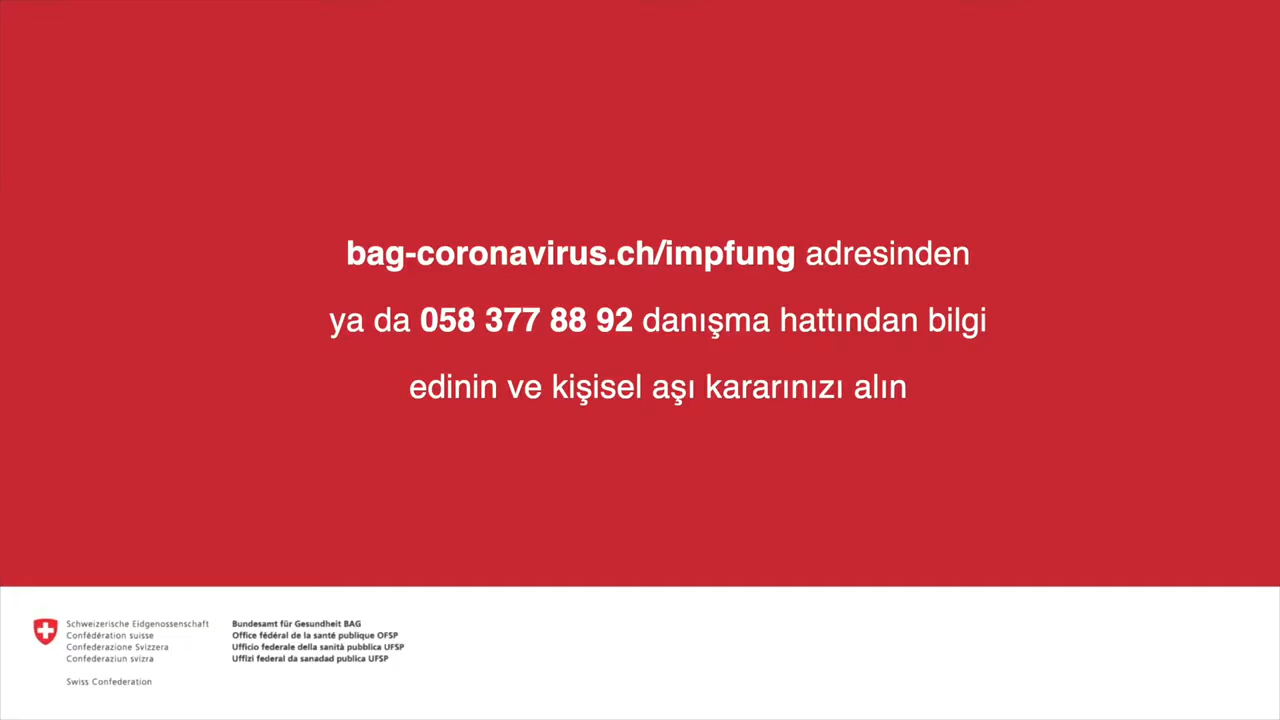 bag-coronavirus.ch/impfung adresinden
ya da 058 377 88 92 danışma hattından bilgi
edinin ve kişisel aşı kararınızı alın
Schweizerische Eidgenossenschaft
Confédération suisse
Confederazione Svizzera
Confederaziun svizra
Swiss Confederation
Bundesamt für Gesundheit BAG
Office fédéral de la santé publique OFSP
Ufficio federale della sanità pubblica UFSP
Uffizi federal da sanadad publica UFSP